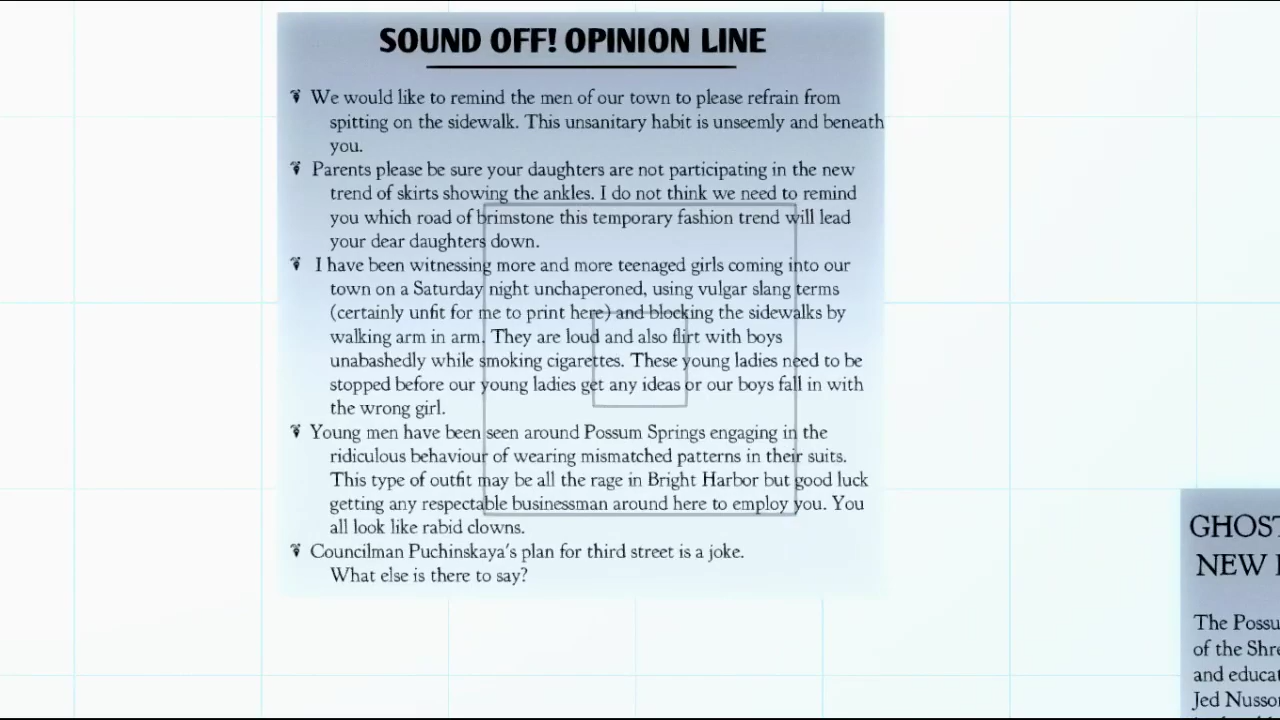 SOUND OFF! OPINION LINE
We would like to remind the men of our town to please refrain from
spitting on the sidewalk. This unsanitary habit is unseemly and beneath
you.
Parents please be sure your daughters are not participating in the new
trend of skirts showing the ankles. I do not think we need to remind
you which road of brimstone this temporary fashion trend will lead
your dear daughters down.
I have been witnessing more and more teenaged girls coming into our
town on a Saturday night unchaperoned, using vulgar slang terms
(certainly unfit for me to print here) and blocking the sidewalks by
walking arm in arm. They are loud and also flirt with boys
unabashedly while smoking cigarettes. These young ladies need to be
stopped before our young ladies get any ideas or our boys fall in with
the wrong girl.
Young men have been seen around Possum Springs engaging in the
ridiculous behaviour of wearing mismatched patterns in their suits.
This type of outfit may be all the rage in Bright Harbor but good luck
getting any respectable businessman around here to employ you. You
all look like rabid clowns.
Councilman Puchinskaya's plan for third street is a joke.
What else is there to say?
GHOST
NEW
The Possu
of the Shre
and educat
Jed Nusso